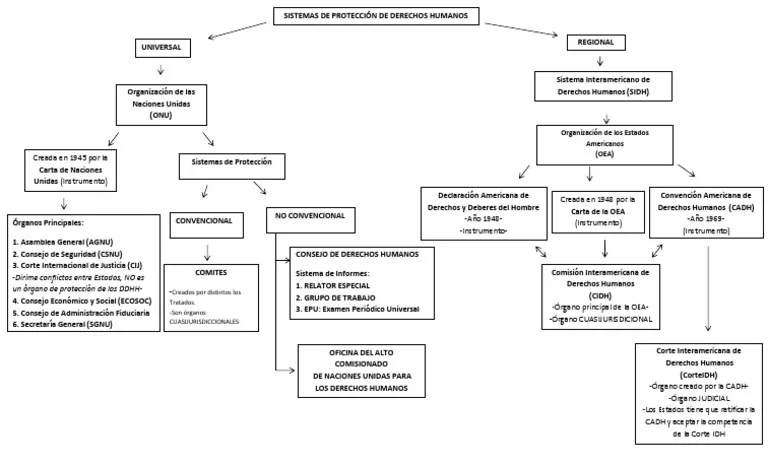 SISTEMAS DE PROTECCIÓN DE DERECHOS HUMANOS
UNIVERSAL
REGIONAL
Organización de las
Naciones Unidas
(ONU)
Sistema Interamericano de
Derechos Humanos (SIDH)
Organización de los Estados
Americanos
(OEA)
Creada en 1945 por la
Carta de Naciones
Unidas (Instrumento)
Sistemas de Protección
Declaración Americana de
Derechos y Deberes del Hombre
-Año 1948-
-Instrumento-
Creada en 1948 por la
Carta de la OEA
(Instrumento)
Convención Americana de
Derechos Humanos (CADH)
-Año 1969-
(Instrumento)
CONVENCIONAL
NO CONVENCIONAL
Órganos Principales:
1. Asamblea General (AGNU)
2. Consejo de Seguridad (CSNU)
3. Corte Internacional de Justicia (CIJ)
-Dirime conflictos entre Estados, NO es
un órgano de protección de los DDHH-
4. Consejo Económico y Social (ECOSOC)
5. Consejo de Administración Fiduciaria
6. Secretaría General (SGNU)
COMITES
-Creados por distintos los
Tratados.
-Son órganos
CUASIJURISDICCIONALES
CONSEJO DE DERECHOS HUMANOS
Sistema de Informes:
1. RELATOR ESPECIAL
2. GRUPO DE TRABAJO
3. EPU: Examen Periódico Universal
Comisión Interamericana de
Derechos Humanos
(CIDH)
-Órgano principal de la OEA-
-Órgano CUASIJURISDICIONAL
OFICINA DEL ALTO
COMISIONADO
DE NACIONES UNIDAS PARA
LOS DERECHOS HUMANOS
Corte Interamericana de
Derechos Humanos
(CorteIDH)
-Órgano creado por la CADH-
-Órgano JUDICIAL
-Los Estados tiene que ratificar la
CADH y aceptar la competencia
de la Corte IDH